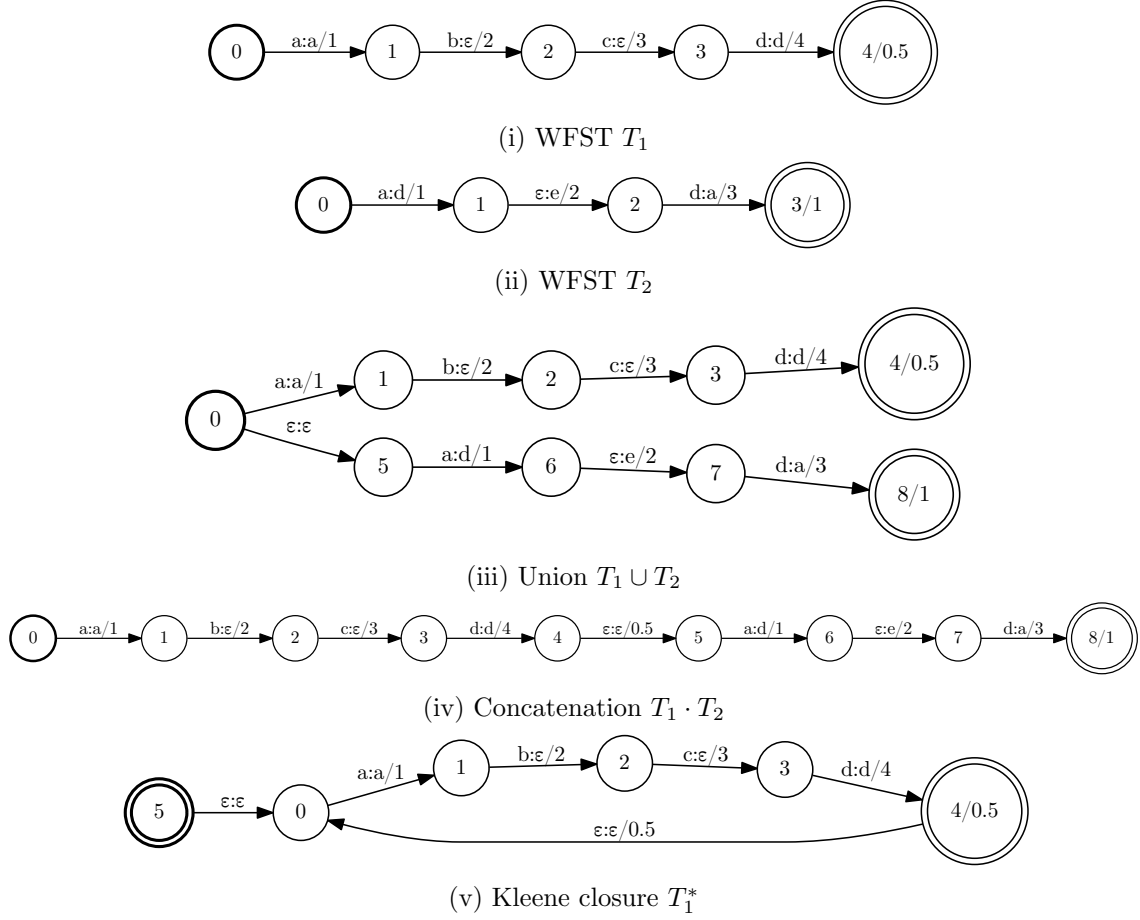 0 a:a/1 1 b:ε/2 2 c:ε/3 3 d:d/4 4/0.5
(i) WFST T₁
0 a:d/1 1 ε:e/2 2 d:a/3 3/1
(ii) WFST T₂
0 a:a/1 1 b:ε/2 2 c:ε/3 3 d:d/4 4/0.5
ε:ε 5 a:d/1 6 ε:e/2 7 d:a/3 8/1
(iii) Union T₁ ∪ T₂
0 a:a/1 1 b:ε/2 2 c:ε/3 3 d:d/4 4 ε:ε/0.5 5 a:d/1 6 ε:e/2 7 d:a/3 8/1
(iv) Concatenation T₁ · T₂
5 ε:ε 0 a:a/1 1 b:ε/2 2 c:ε/3 3 d:d/4 4/0.5
ε:ε/0.5
(v) Kleene closure T₁*